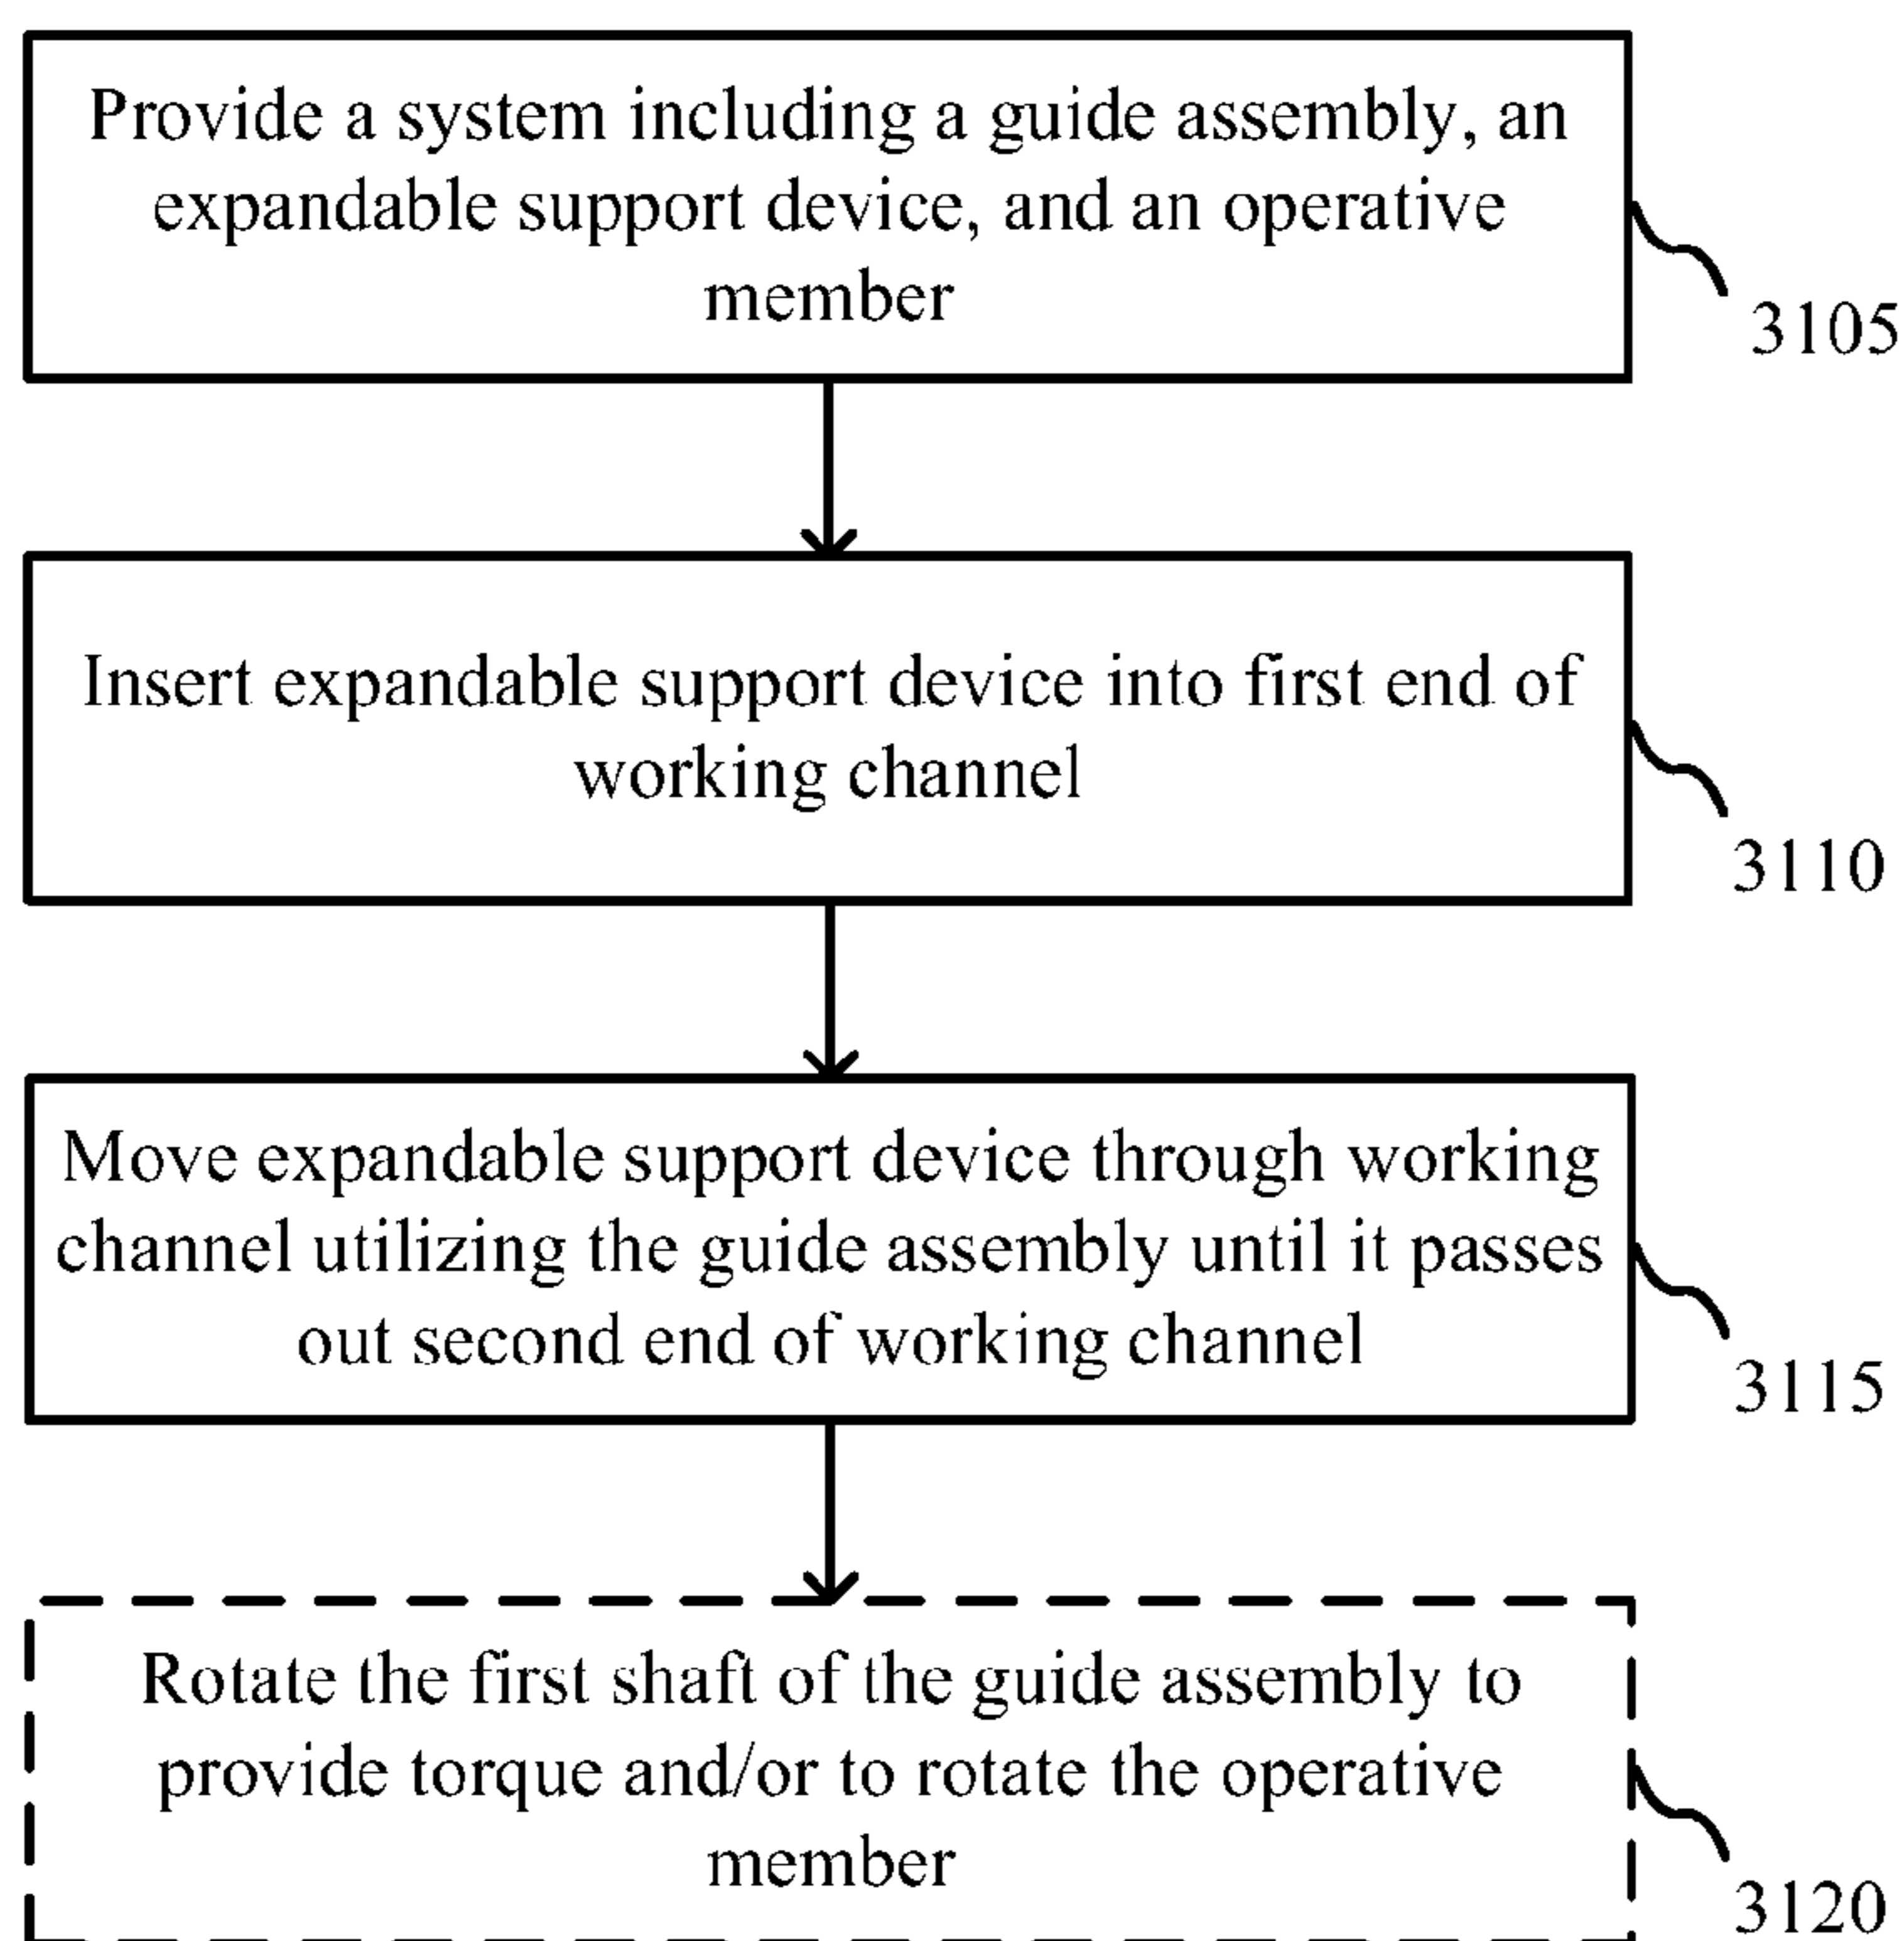 Provide a system including a guide assembly, an
expandable support device, and an operative
member
3105
Insert expandable support device into first end of
working channel
3110
Move expandable support device through working
channel utilizing the guide assembly until it passes
out second end of working channel
3115
Rotate the first shaft of the guide assembly to
provide torque and/or to rotate the operative
member
3120